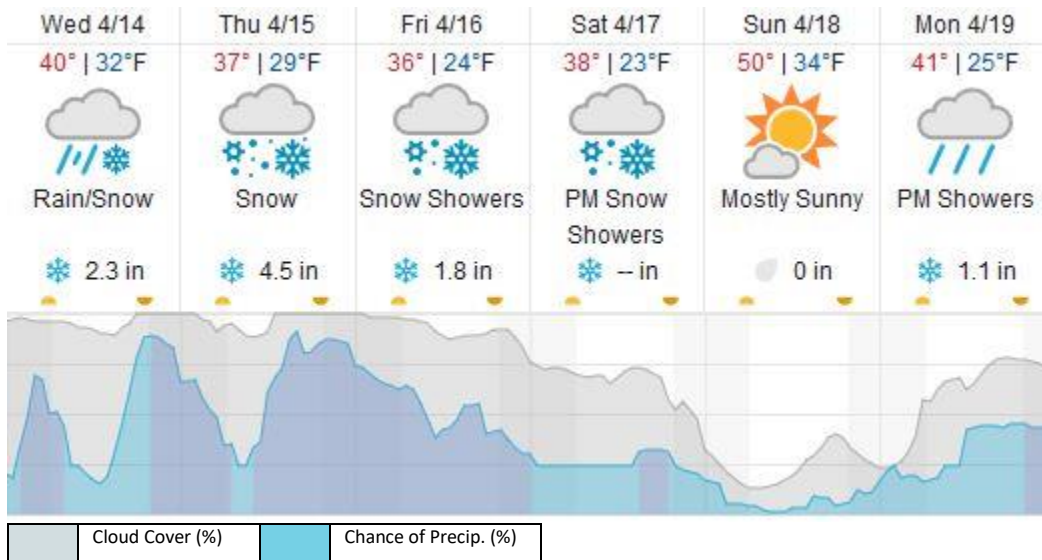 Wed 4/14 Thu 4/15 Fri 4/16 Sat 4/17 Sun 4/18 Mon 4/19
40° | 32°F 37° | 29°F 36° | 24°F 38° | 23°F 50° | 34°F 41° | 25°F
Rain/Snow Snow Snow Showers PM Snow Mostly Sunny PM Showers
Showers
2.3 in 4.5 in 1.8 in -- in 0 in 1.1 in
Cloud Cover (%) Chance of Precip. (%)